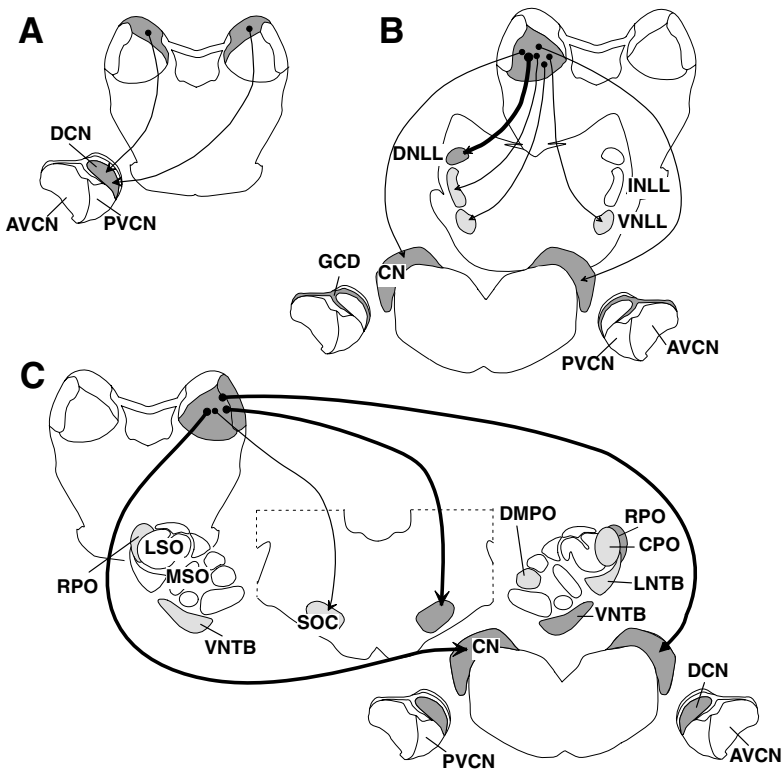 A
DCN
AVCN
PVCN
B
DNLL
INLL
VNLL
GCD
CN
PVCN
AVCN
C
DMPO
RPO
LSO
CPO
RPO
MSO
LNTB
SOC
VNTB
VNTB
CN
DCN
PVCN
AVCN